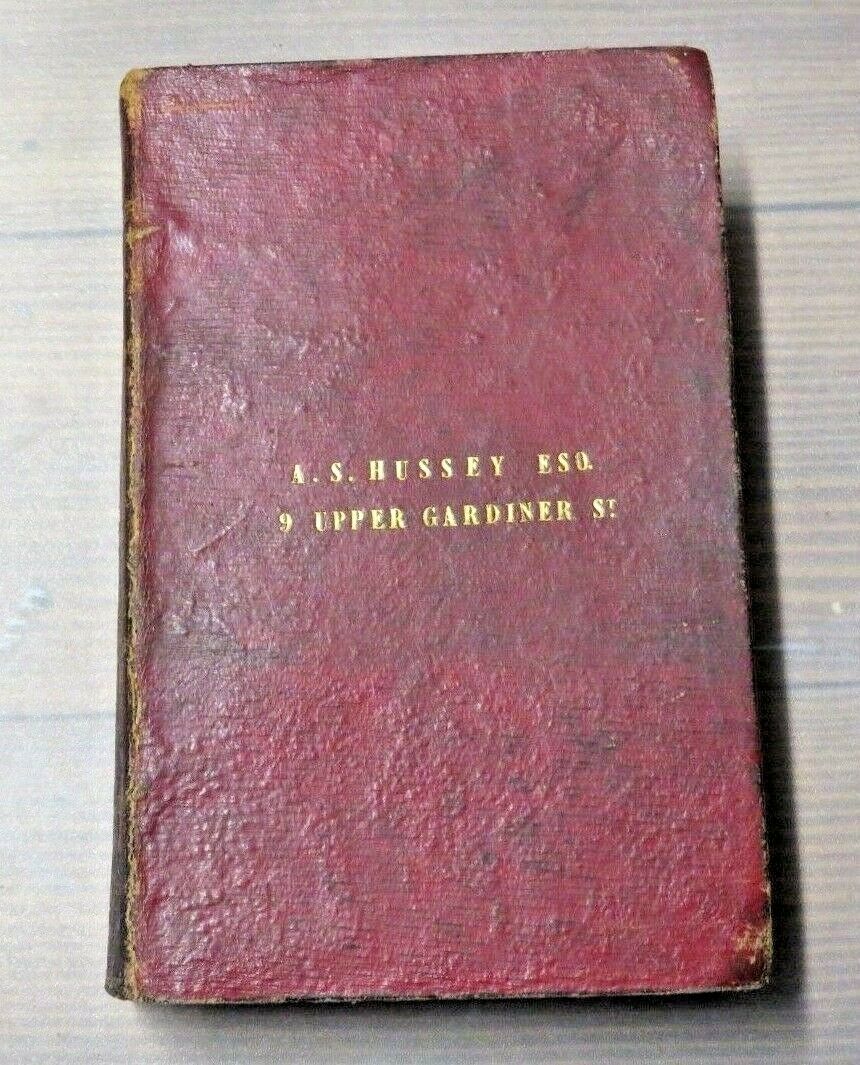 A. S. HUSSEY ESQ.
9 UPPER GARDINER ST.